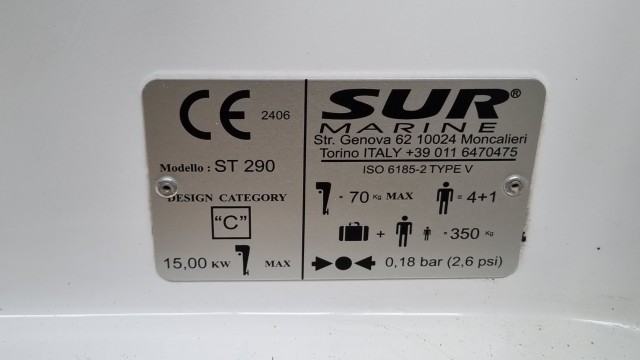 CE 2406
Modello : ST 290
DESIGN CATEGORY
"C"
15,00 KW MAX
SUR®
MARINE
Str. Genova 62 10024 Moncalieri
Torino ITALY +39 011 6470475
ISO 6185-2 TYPE V
- 70 Kg MAX = 4+1
+ - 350 Kg
0,18 bar (2,6 psi)